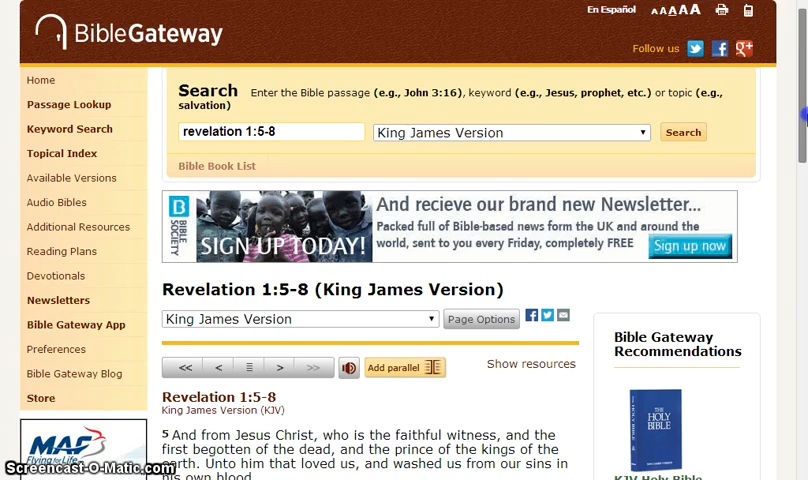 En Español AAAAA
BibleGateway
Follow us
Home
Passage Lookup
Keyword Search
Topical Index
Available Versions
Audio Bibles
Additional Resources
Reading Plans
Devotionals
Newsletters
Bible Gateway App
Preferences
Bible Gateway Blog
Store
MAF
Flying for Life
Search Enter the Bible passage (e.g., John 3:16), keyword (e.g., Jesus, prophet, etc.) or topic (e.g.,
salvation)
revelation 1:5-8 King James Version Search
Bible Book List
BIBLE
SOCIETY
SIGN UP TODAY!
And recieve our brand new Newsletter...
Packed full of Bible-based news form the UK and around the
world, sent to you every Friday, completely FREE
Sign up now
Revelation 1:5-8 (King James Version)
King James Version Page Options
<< < > >> Add parallel Show resources
Revelation 1:5-8
King James Version (KJV)
5 And from Jesus Christ, who is the faithful witness, and the
first begotten of the dead, and the prince of the kings of the
earth. Unto him that loved us, and washed us from our sins in
his own blood,
Bible Gateway
Recommendations
THE
HOLY
BIBLE
KJV Holy Bible
Screencast-O-Matic.com